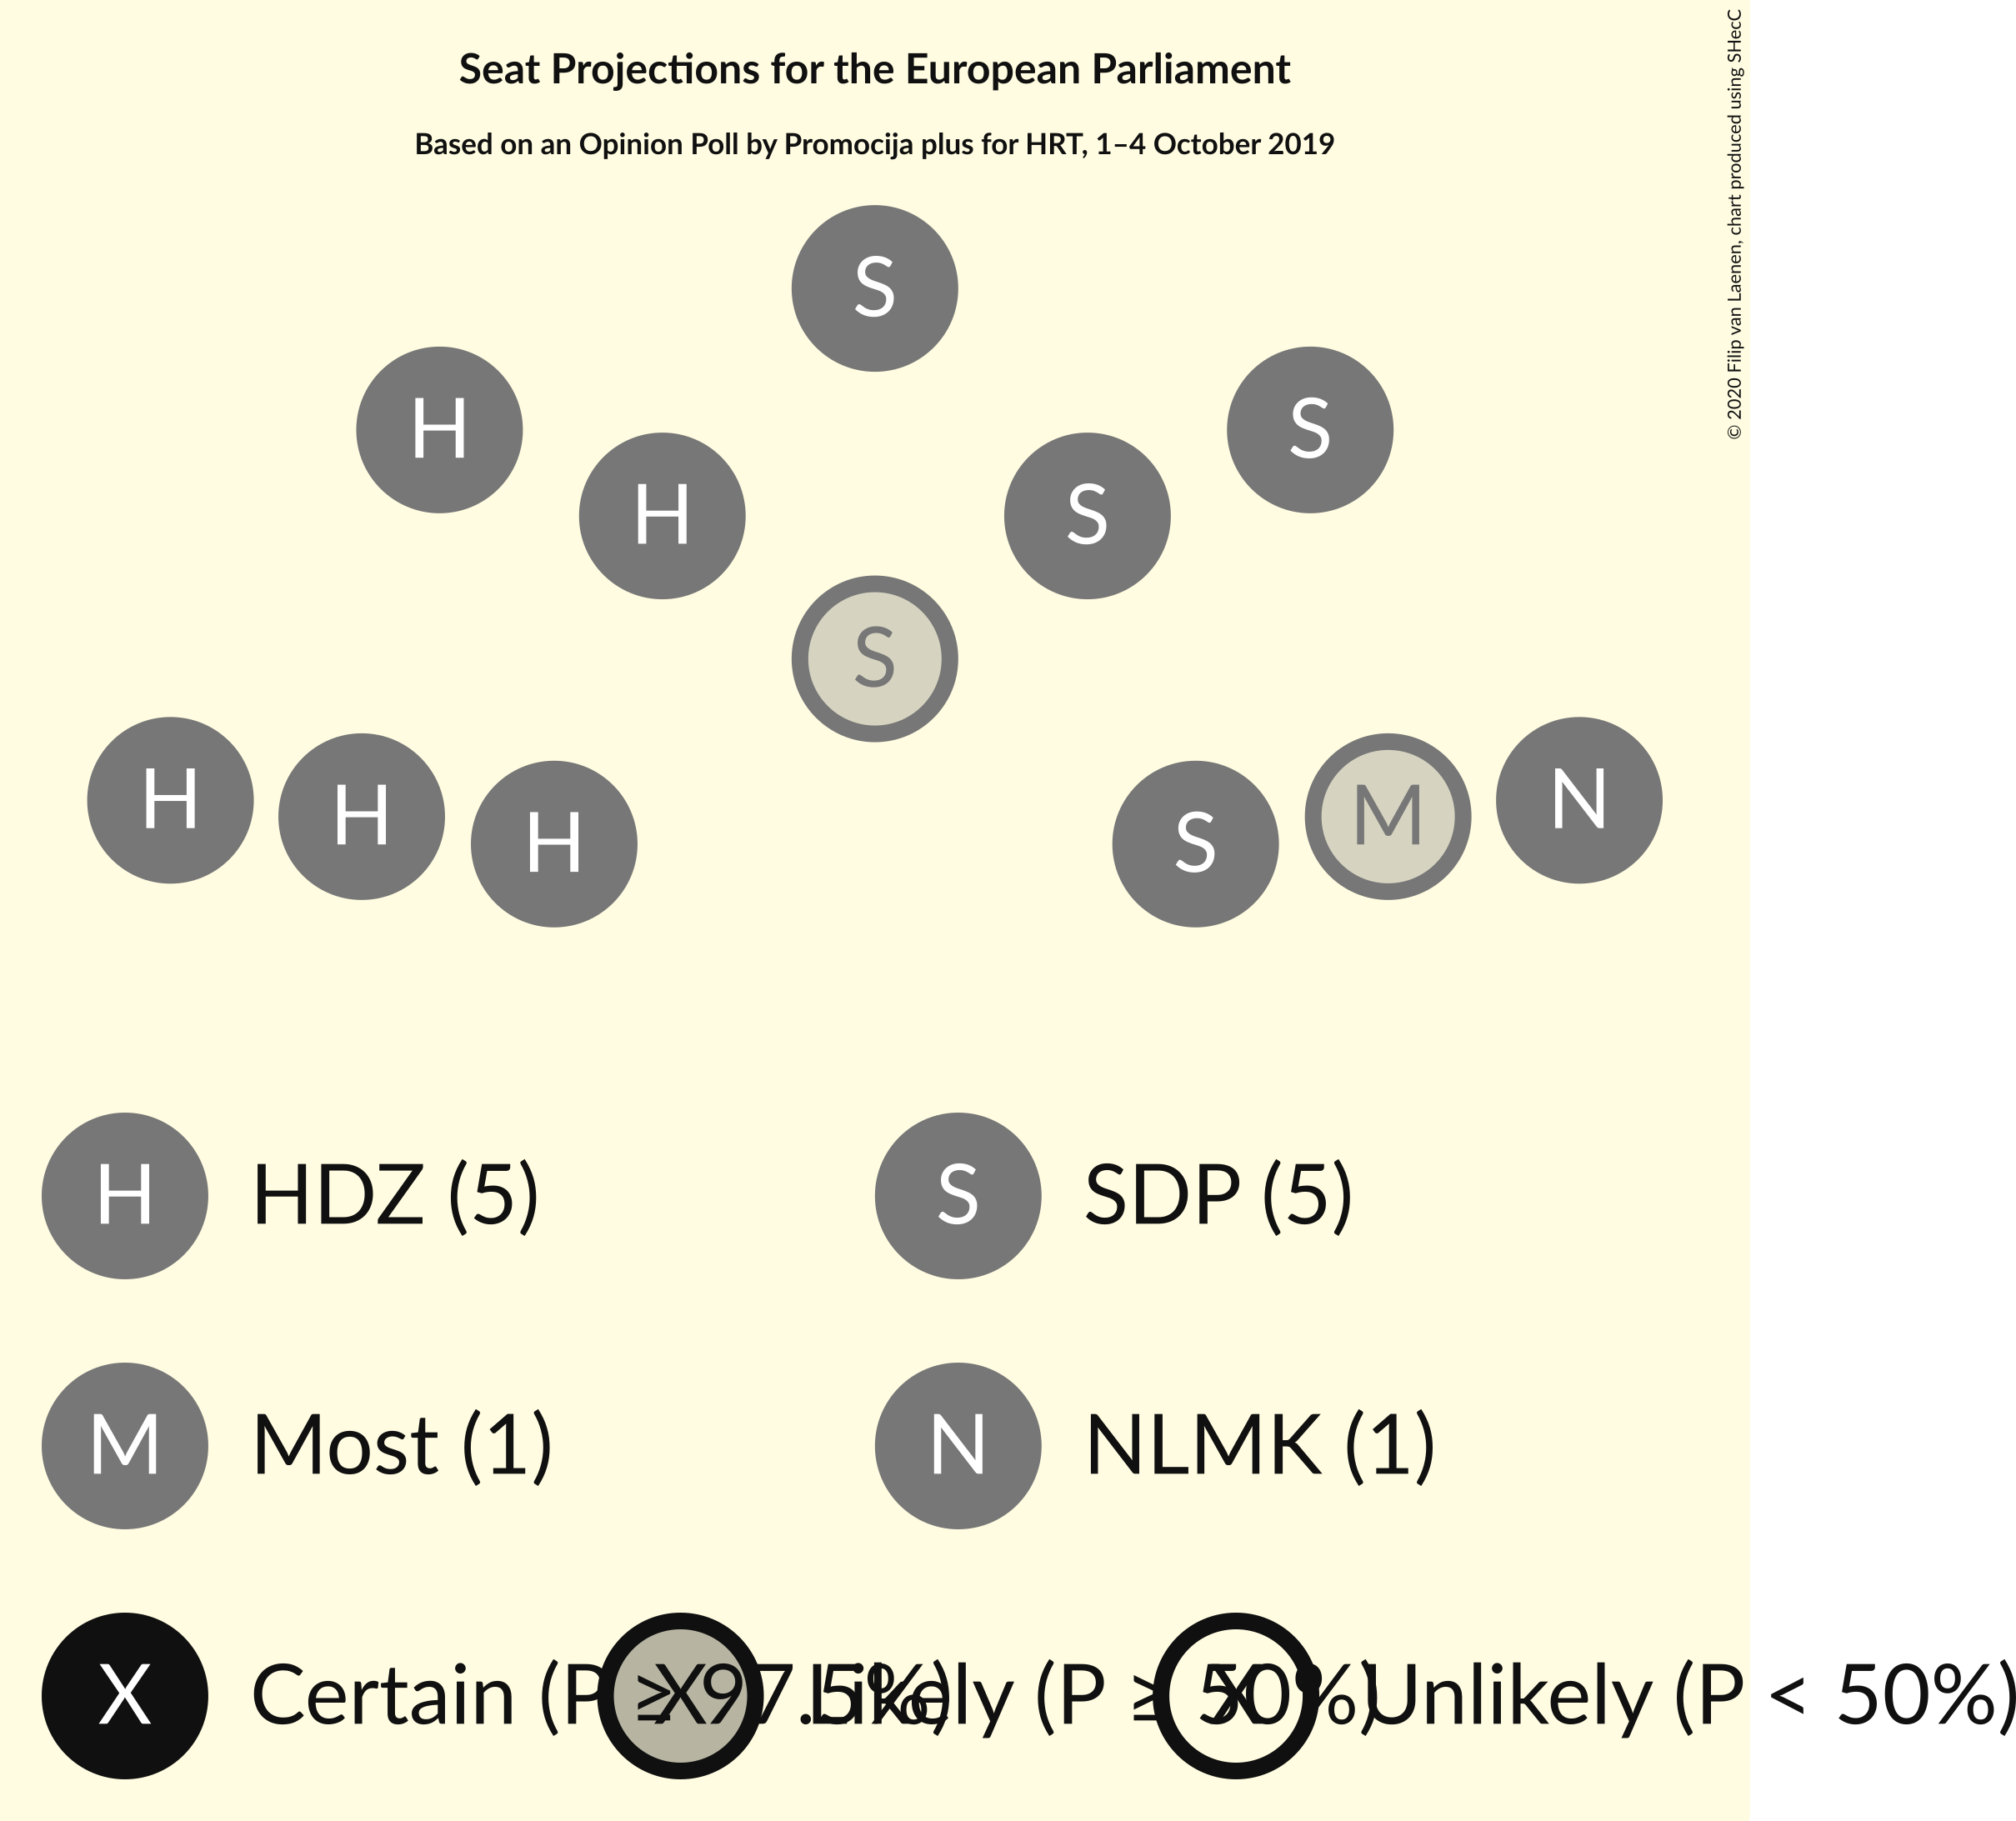 Seat Projections for the European Parliament
Based on an Opinion Poll by Promocija plus for HRT, 1–4 October 2019
© 2020 Filip van Laenen, chart produced using SHecC
S
H
S
H
S
S
H
H
H
S
M
N
H HDZ (5)
S SDP (5)
M Most (1)
N NLMK (1)
X Certain (P ≥ 97.5%)
X Likely (P ≥ 50%)
X Unlikely (P < 50%)